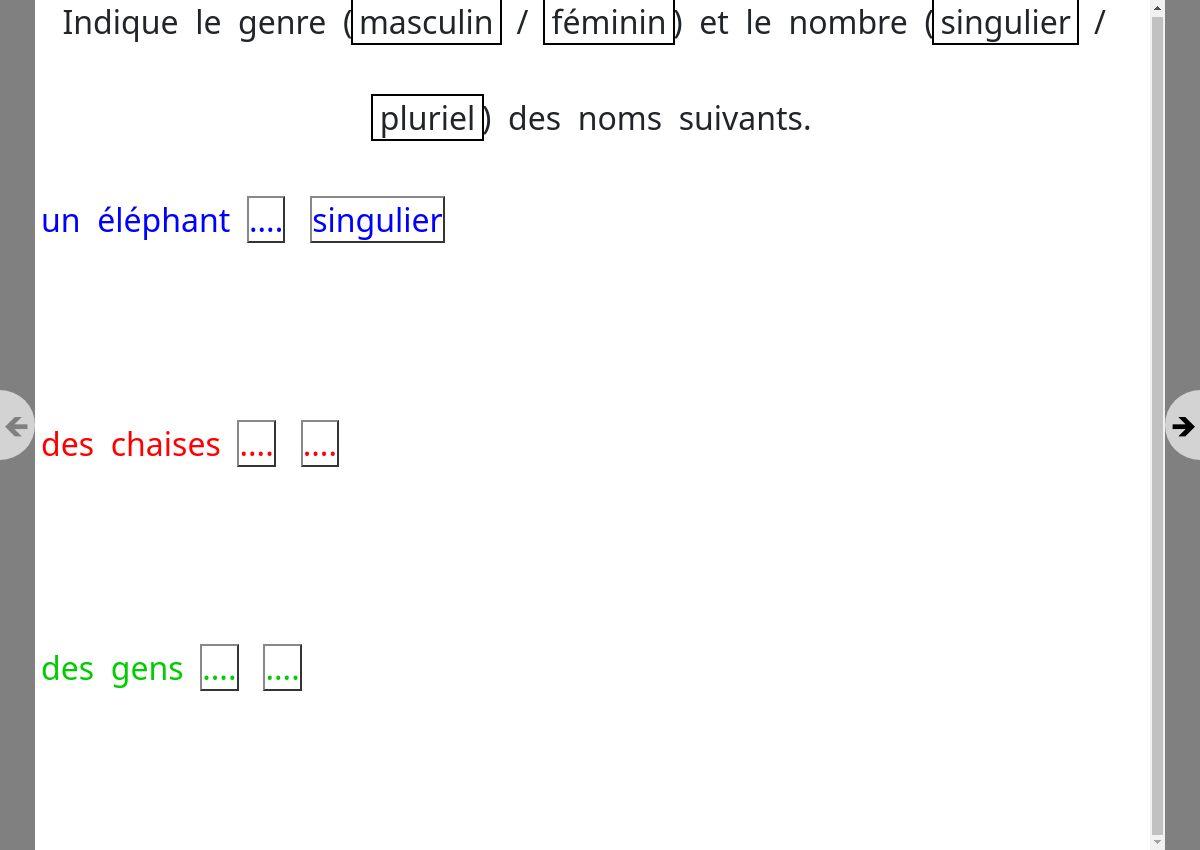 Indique le genre (masculin / féminin) et le nombre (singulier /
pluriel) des noms suivants.
un éléphant .... singulier
des chaises .... ....
des gens .... ....